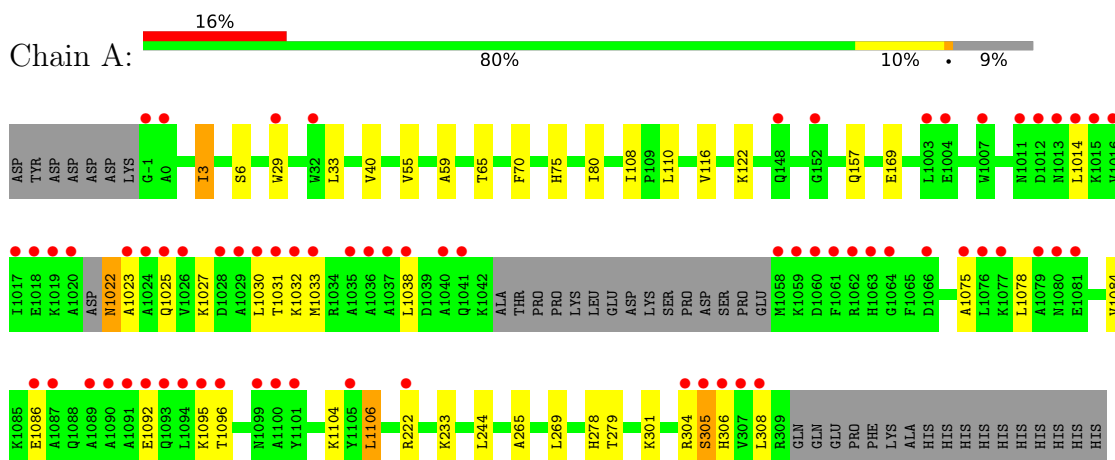 16%
Chain A:
80% 10% • 9%
ASP TYR ASP ASP ASP ASP LYS G-1 A0 I3 S6 W29 W32 L33 V40 V55 A59 T65 F70 H75 I80 I108 P109 L110 V116 K122 Q148 G152 Q157 E169 L1003 E1004 W1007 N1011 D1012 N1013 L1014 K1015 V1016
I1017 E1018 K1019 A1020 ASP N1022 A1023 A1024 Q1025 V1026 K1027 D1028 A1029 L1030 T1031 K1032 M1033 R1034 A1035 A1036 A1037 L1038 D1039 A1040 Q1041 K1042 ALA THR PRO PRO LYS LEU GLU ASP LYS SER PRO ASP SER PRO GLU M1058 K1059 D1060 F1061 R1062 H1063 G1064 F1065 D1066 A1075 L1076 K1077 L1078 A1079 N1080 E1081 V1084
K1085 E1086 A1087 Q1088 A1089 A1090 A1091 E1092 Q1093 L1094 K1095 T1096 N1099 A1100 Y1101 K1104 Y1105 L1106 R222 K233 L244 A265 L269 H278 T279 K301 R304 S305 H306 V307 L308 R309 GLN GLN GLU PRO PHE LYS ALA HIS HIS HIS HIS HIS HIS HIS HIS HIS HIS